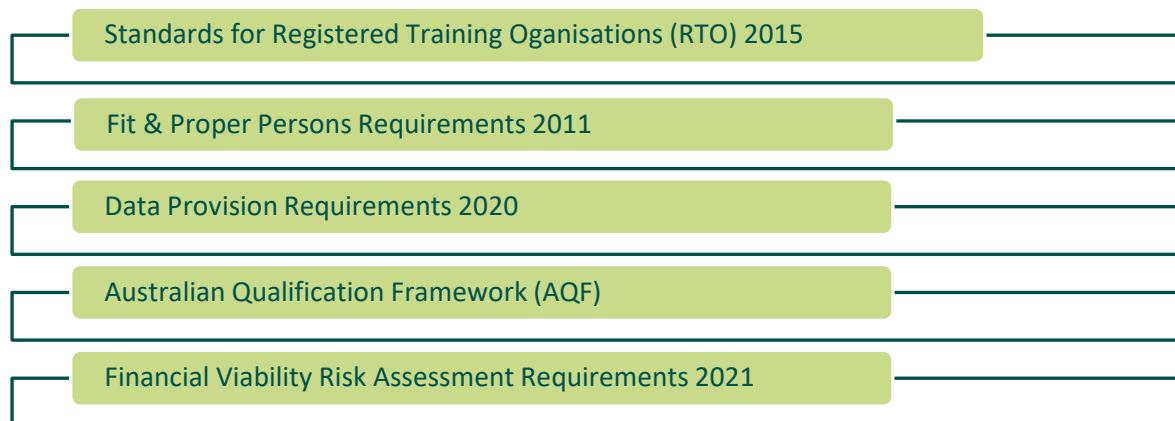 Standards for Registered Training Oganisations (RTO) 2015
Fit & Proper Persons Requirements 2011
Data Provision Requirements 2020
Australian Qualification Framework (AQF)
Financial Viability Risk Assessment Requirements 2021